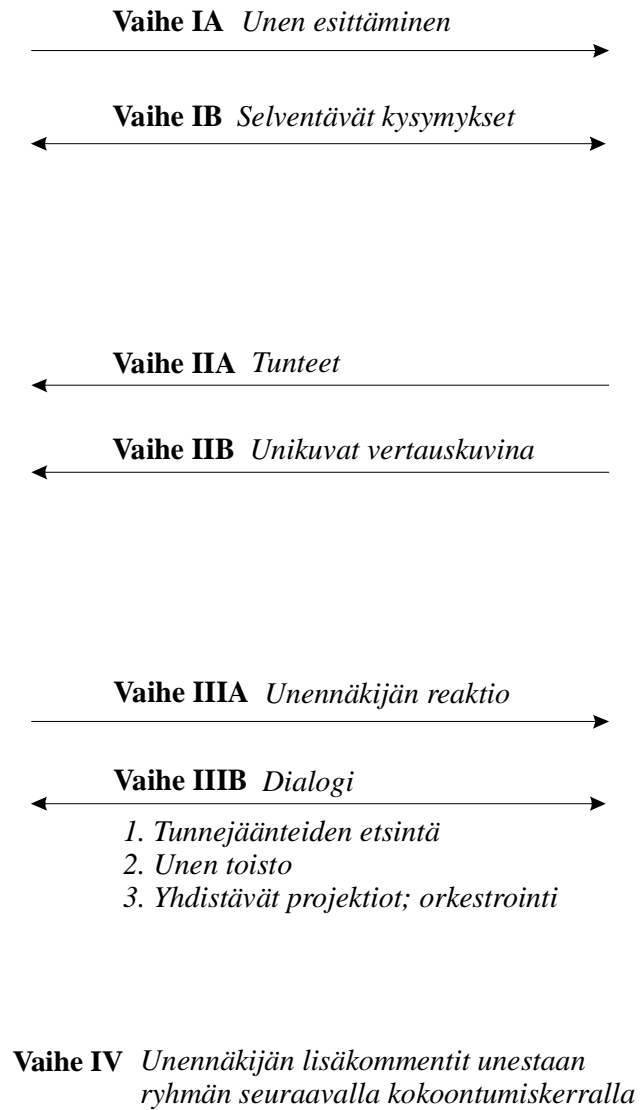 Vaihe IA Unen esittäminen
Vaihe IB Selventävät kysymykset
Vaihe IIA Tunteet
Vaihe IIB Unikuvat vertauskuvina
Vaihe IIIA Unennäkijän reaktio
Vaihe IIIB Dialogi
1. Tunnejäänteiden etsintä
2. Unen toisto
3. Yhdistävät projektiot; orkestrointi
Vaihe IV Unennäkijän lisäkommentit unestaan
ryhmän seuraavalla kokoontumiskerralla